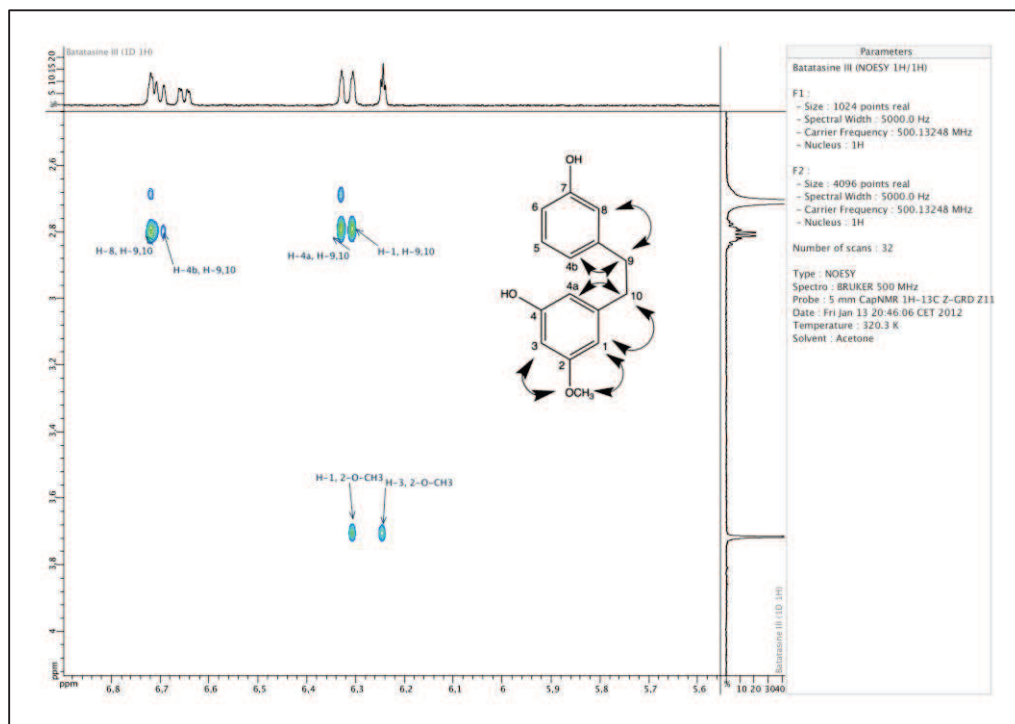 Batatasine III (1D 1H)
20
15
10
5
%
Parameters
Batatasine III (NOESY 1H/1H)
F1 :
- Size : 1024 points real
- Spectral Width : 5000.0 Hz
- Carrier Frequency : 500.13248 MHz
- Nucleus : 1H
F2 :
- Size : 4096 points real
- Spectral Width : 5000.0 Hz
- Carrier Frequency : 500.13248 MHz
- Nucleus : 1H
Number of scans : 32
Type : NOESY
Spectro : BRUKER 500 MHz
Probe : 5 mm CapNMR 1H-13C Z-GRD Z11
Date : Fri Jan 13 20:46:06 CET 2012
Temperature : 320.3 K
Solvent : Acetone
H-8, H-9,10
H-4b, H-9,10
H-4a, H-9,10
H-1, H-9,10
OH
7
6
8
5
4b
9
4a
10
HO
4
3
1
2
OCH3
H-1, 2-O-CH3
H-3, 2-O-CH3
2,6
2,8
3
3,2
3,4
3,6
3,8
4
ppm
ppm
6,8
6,7
6,6
6,5
6,4
6,3
6,2
6,1
6
5,9
5,8
5,7
5,6
%
10 20 30 40
Batatasine III (1D 1H)